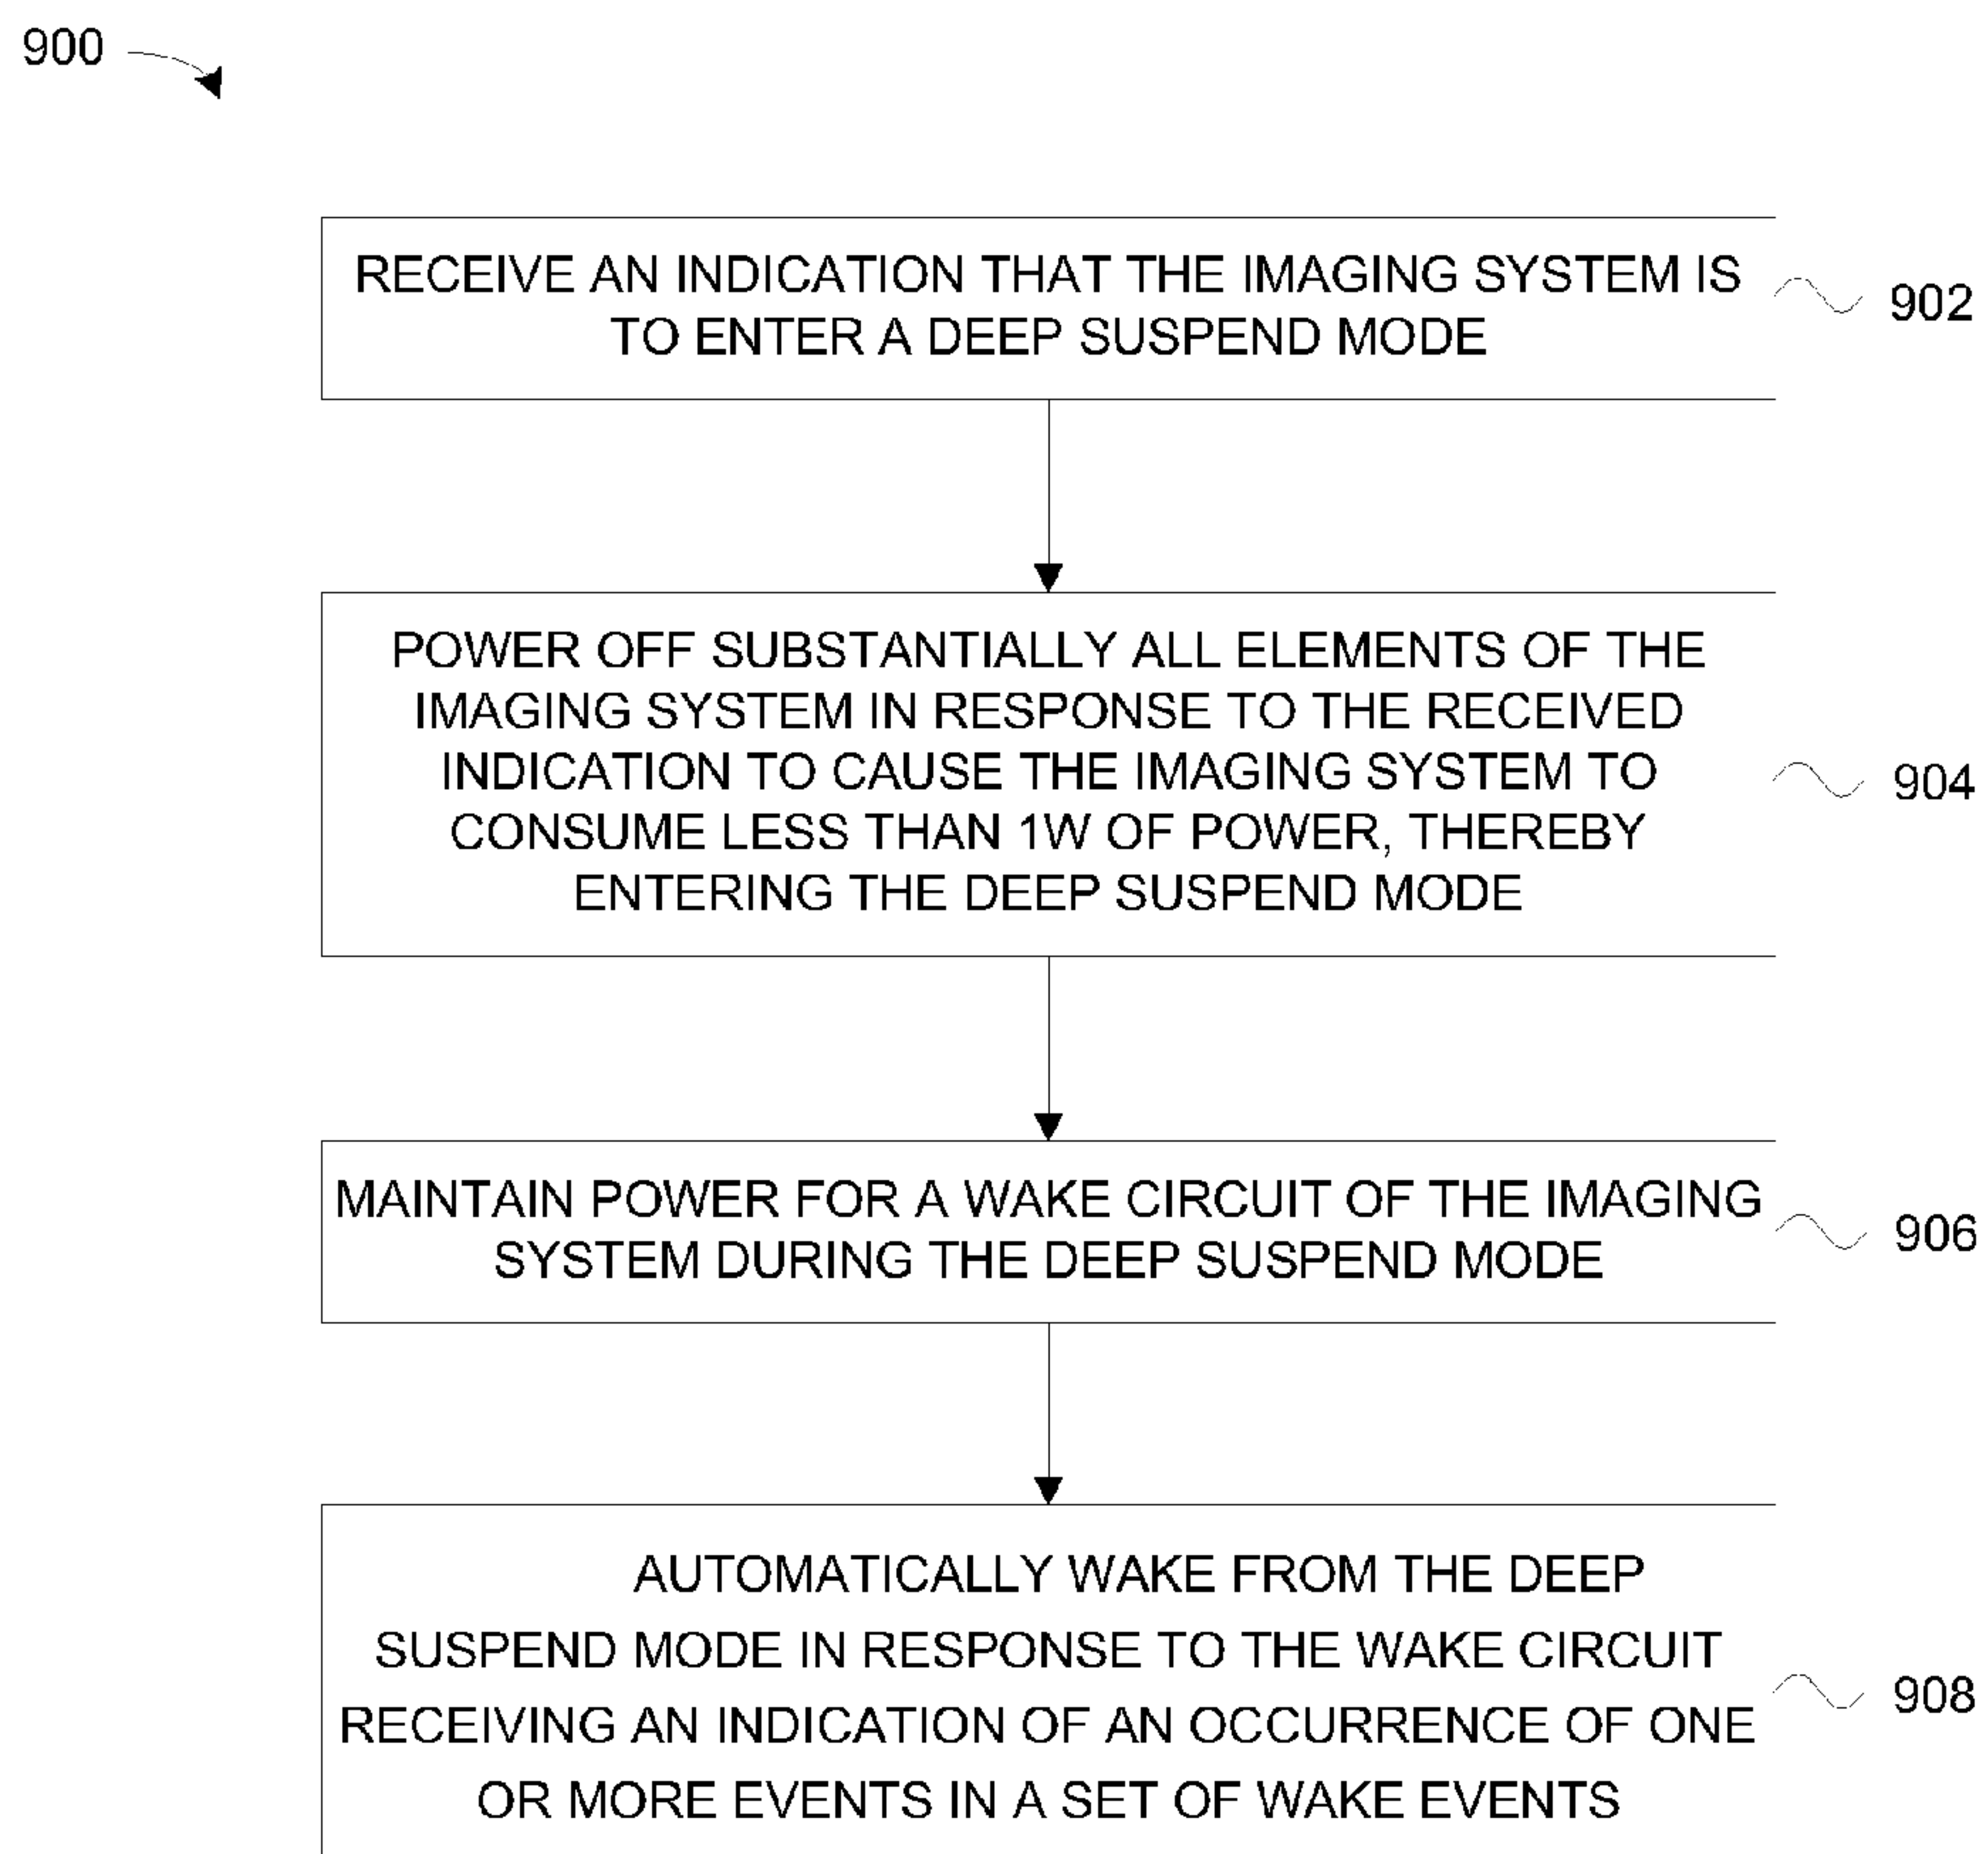 900
RECEIVE AN INDICATION THAT THE IMAGING SYSTEM IS
TO ENTER A DEEP SUSPEND MODE
902
POWER OFF SUBSTANTIALLY ALL ELEMENTS OF THE
IMAGING SYSTEM IN RESPONSE TO THE RECEIVED
INDICATION TO CAUSE THE IMAGING SYSTEM TO
CONSUME LESS THAN 1W OF POWER, THEREBY
ENTERING THE DEEP SUSPEND MODE
904
MAINTAIN POWER FOR A WAKE CIRCUIT OF THE IMAGING
SYSTEM DURING THE DEEP SUSPEND MODE
906
AUTOMATICALLY WAKE FROM THE DEEP
SUSPEND MODE IN RESPONSE TO THE WAKE CIRCUIT
RECEIVING AN INDICATION OF AN OCCURRENCE OF ONE
OR MORE EVENTS IN A SET OF WAKE EVENTS
908